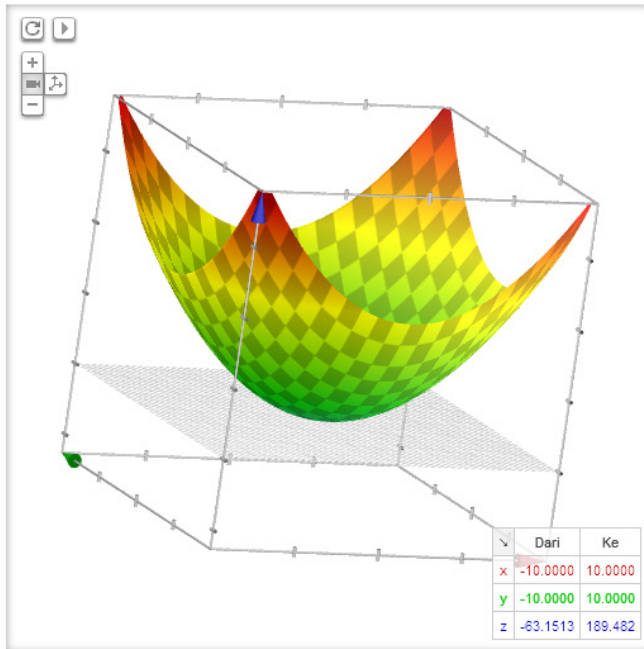 +
−
↘ Dari Ke
x -10.0000 10.0000
y -10.0000 10.0000
z -63.1513 189.482